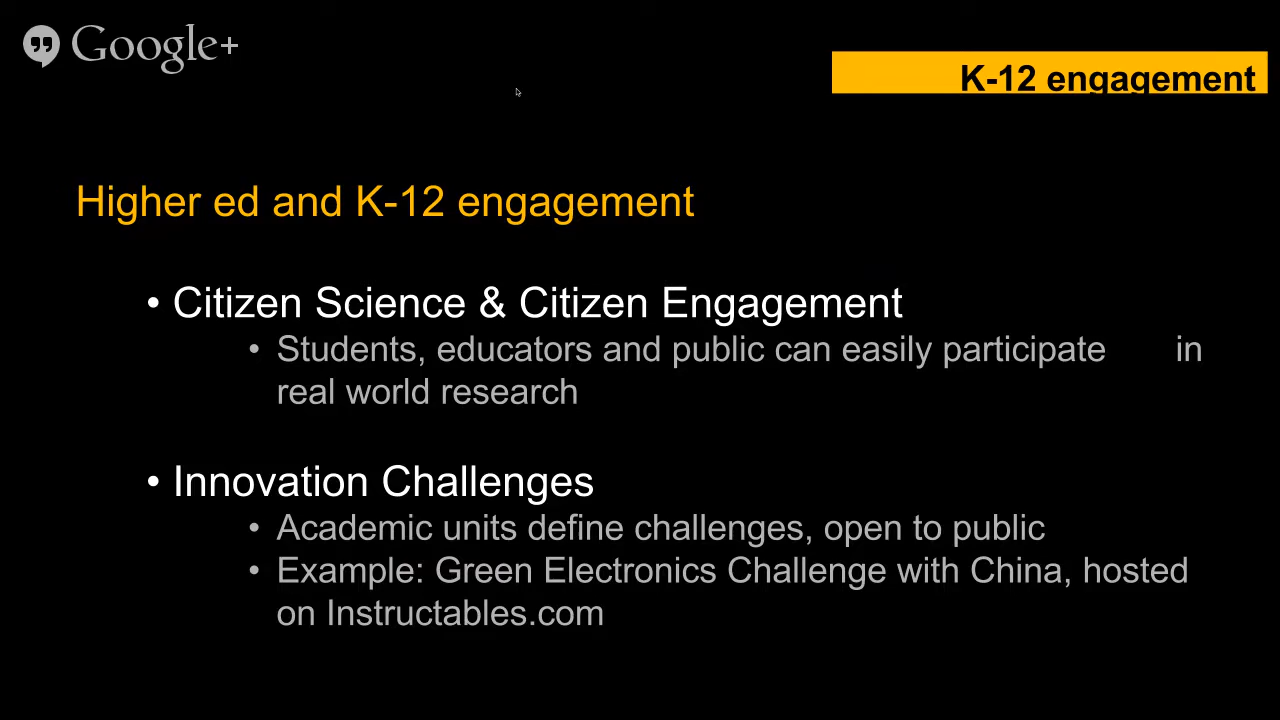 Google+
K-12 engagement
Higher ed and K-12 engagement
• Citizen Science & Citizen Engagement
• Students, educators and public can easily participate in
real world research
• Innovation Challenges
• Academic units define challenges, open to public
• Example: Green Electronics Challenge with China, hosted
on Instructables.com